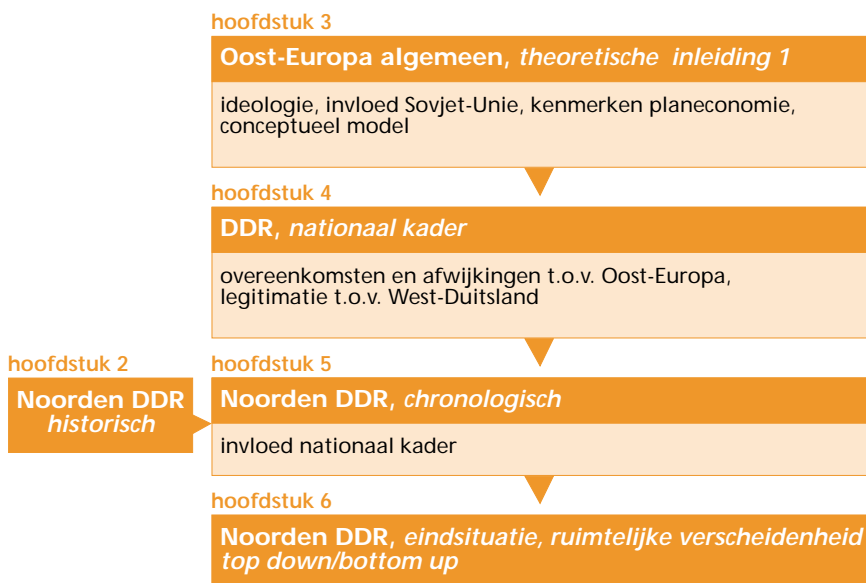 hoofdstuk 3
Oost-Europa algemeen, theoretische inleiding 1
ideologie, invloed Sovjet-Unie, kenmerken planeconomie,
conceptueel model
hoofdstuk 4
DDR, nationaal kader
overeenkomsten en afwijkingen t.o.v. Oost-Europa,
legitimatie t.o.v. West-Duitsland
hoofdstuk 2
Noorden DDR
historisch
hoofdstuk 5
Noorden DDR, chronologisch
invloed nationaal kader
hoofdstuk 6
Noorden DDR, eindsituatie, ruimtelijke verscheidenheid
top down/bottom up